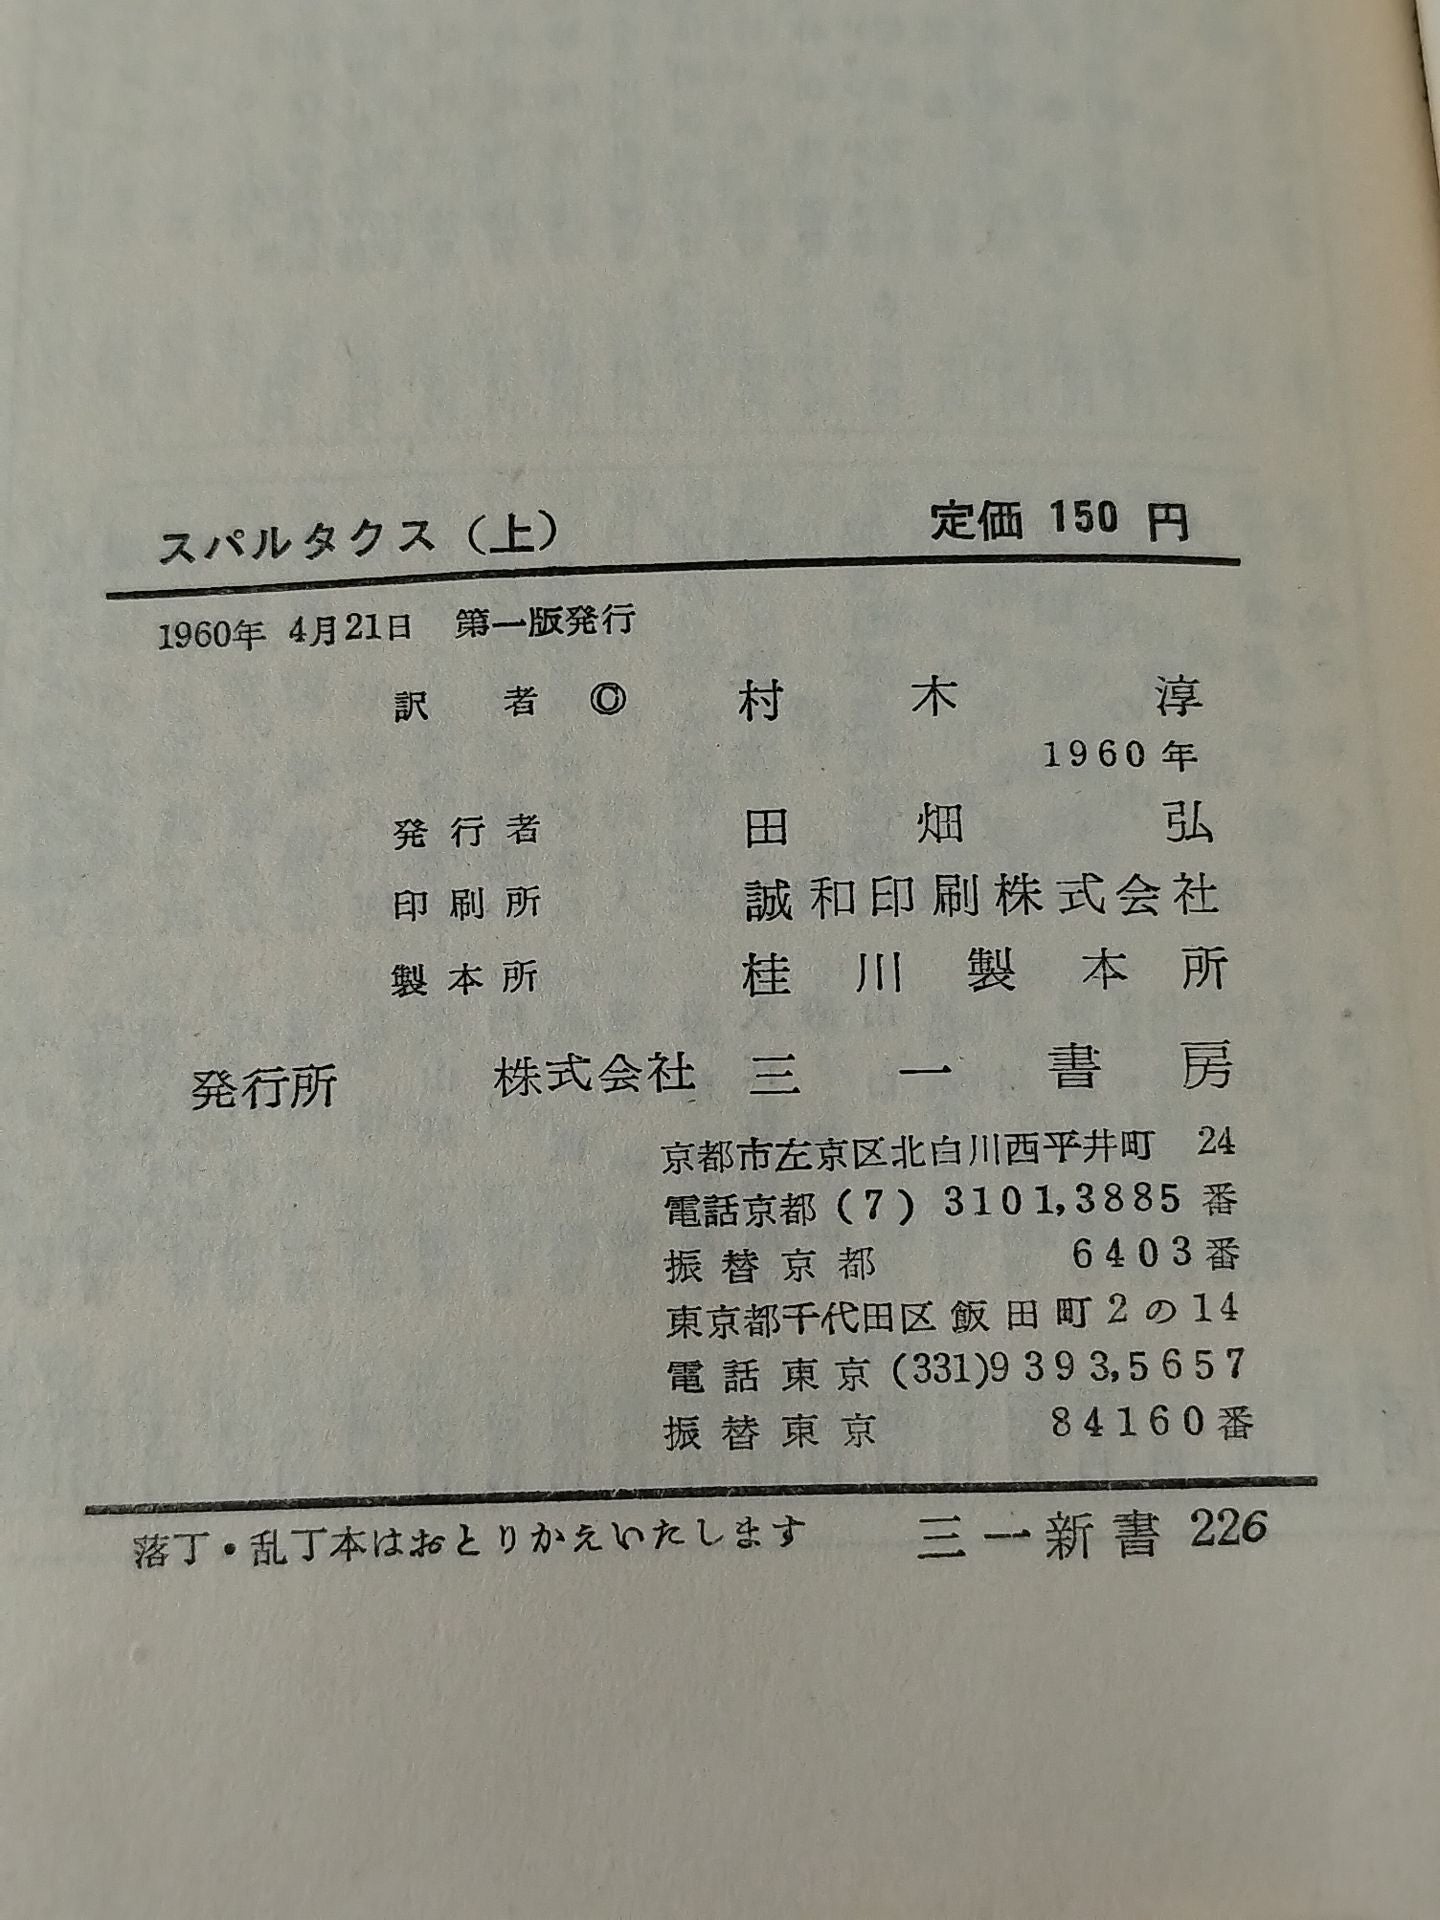 スパルタクス（上） 定価 150 円
1960年 4月21日 第一版発行
訳者 © 村木淳
1960年
発行者 田畑弘
印刷所 誠和印刷株式会社
製本所 桂川製本所
発行所 株式会社 三一書房
京都市左京区北白川西平井町 24
電話京都(7) 3101,3885 番
振替京都 6403番
東京都千代田区飯田町2の14
電話東京(331)9393,5657
振替東京 84160番
落丁・乱丁本はおとりかえいたします 三一新書 226